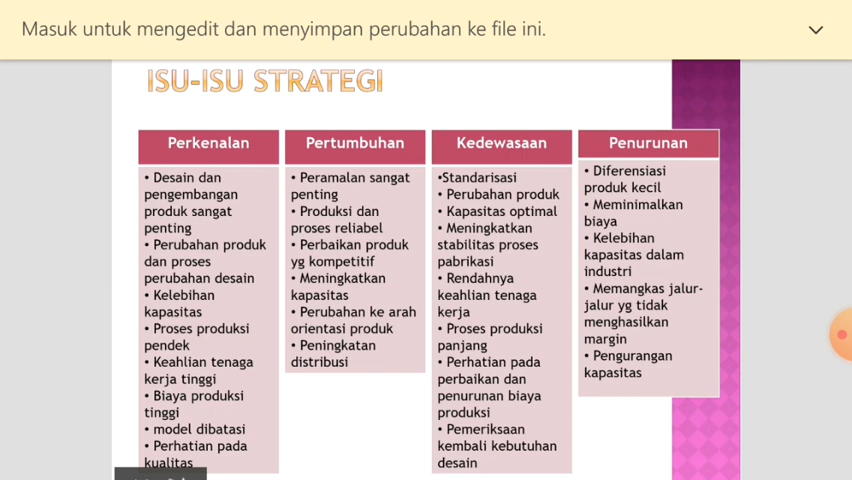 Masuk untuk mengedit dan menyimpan perubahan ke file ini.
ISU-ISU STRATEGI
Perkenalan
• Desain dan
pengembangan
produk sangat
penting
• Perubahan produk
dan proses
perubahan desain
• Kelebihan
kapasitas
• Proses produksi
pendek
• Keahlian tenaga
kerja tinggi
• Biaya produksi
tinggi
• model dibatasi
• Perhatian pada
kualitas
Pertumbuhan
• Peramalan sangat
penting
• Produksi dan
proses reliabel
• Perbaikan produk
yg kompetitif
• Meningkatkan
kapasitas
• Perubahan ke arah
orientasi produk
• Peningkatan
distribusi
Kedewasaan
•Standarisasi
• Perubahan produk
• Kapasitas optimal
• Meningkatkan
stabilitas proses
pabrikasi
• Rendahnya
keahlian tenaga
kerja
• Proses produksi
panjang
• Perhatian pada
perbaikan dan
penurunan biaya
produksi
• Pemeriksaan
kembali kebutuhan
desain
Penurunan
• Diferensiasi
produk kecil
• Meminimalkan
biaya
• Kelebihan
kapasitas dalam
industri
• Memangkas jalur-
jalur yg tidak
menghasilkan
margin
• Pengurangan
kapasitas